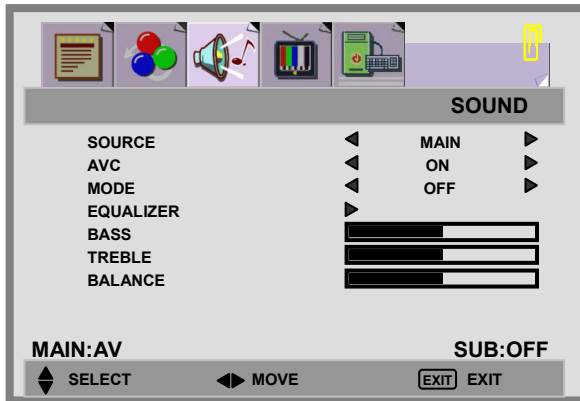 SOUND
SOURCE MAIN
AVC ON
MODE OFF
EQUALIZER
BASS
TREBLE
BALANCE
MAIN:AV SUB:OFF
SELECT MOVE EXIT EXIT